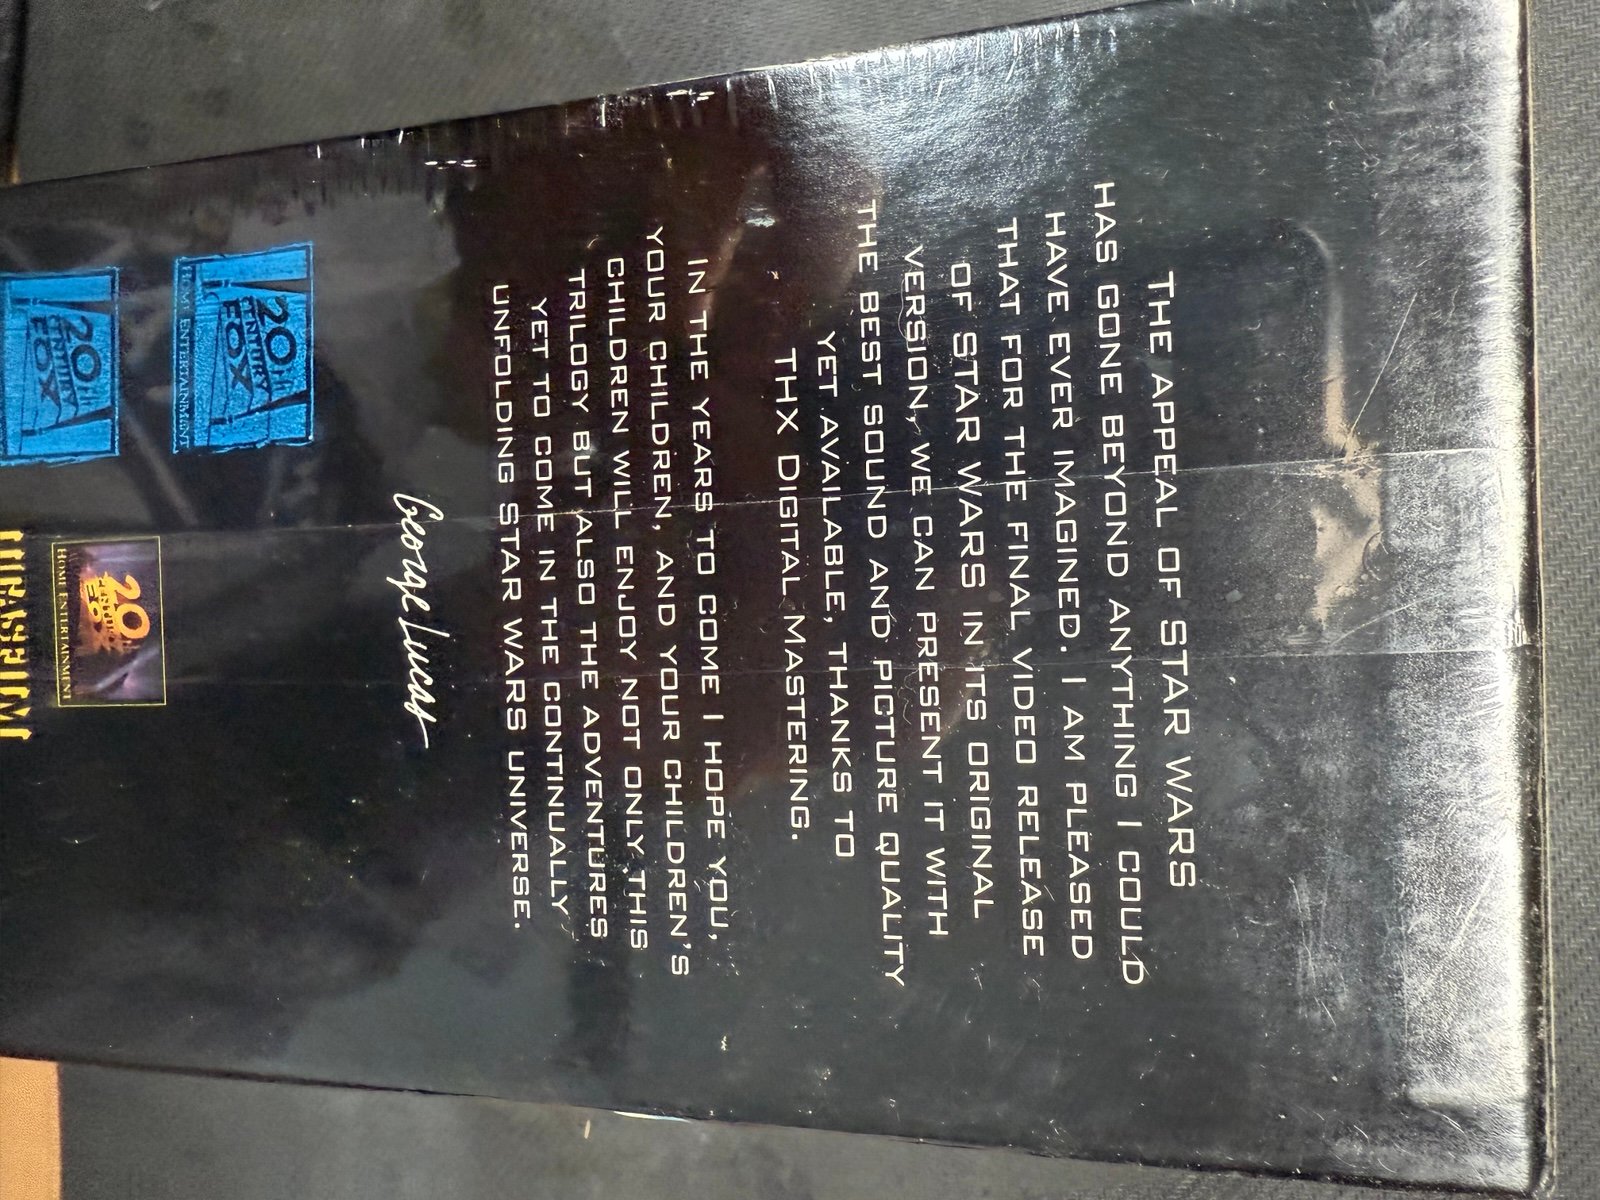 THE APPEAL OF STAR WARS
HAS GONE BEYOND ANYTHING I COULD
HAVE EVER IMAGINED. I AM PLEASED
THAT FOR THE FINAL VIDEO RELEASE
OF STAR WARS IN ITS ORIGINAL
VERSION, WE CAN PRESENT IT WITH
THE BEST SOUND AND PICTURE QUALITY
YET AVAILABLE, THANKS TO
THX DIGITAL MASTERING.
IN THE YEARS TO COME I HOPE YOU,
YOUR CHILDREN, AND YOUR CHILDREN'S
CHILDREN WILL ENJOY NOT ONLY THIS
TRILOGY BUT ALSO THE ADVENTURES
YET TO COME IN THE CONTINUALLY
UNFOLDING STAR WARS UNIVERSE.
George Lucas
20th
CENTURY
FOX
HOME ENTERTAINMENT
20th
CENTURY
FOX
HOME ENTERTAINMENT
20th
CENTURY
FOX